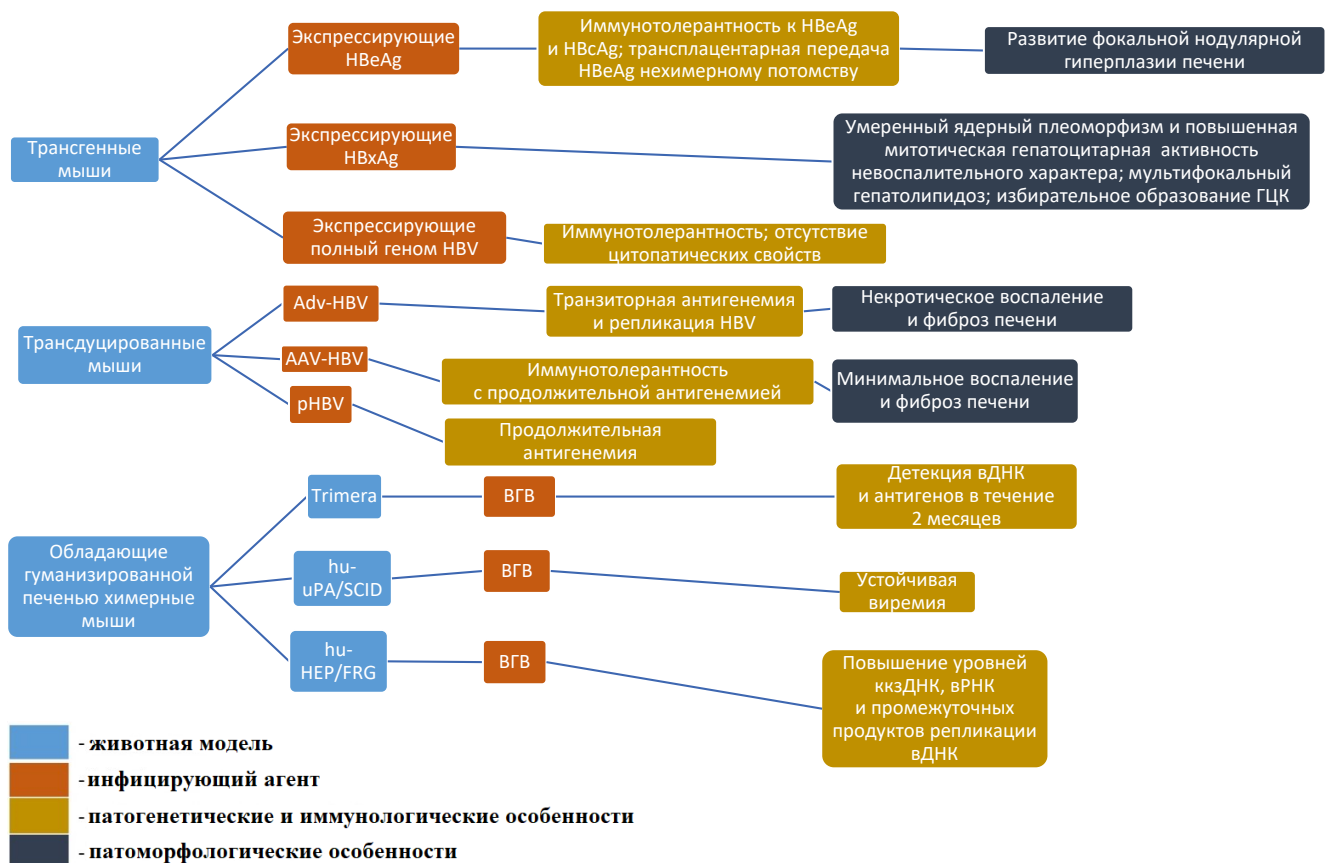 Трансгенные
мыши
Экспрессирующие
HBeAg
Иммунотолерантность к HBeAg
и HBcAg; трансплацентарная передача
HBeAg нехимерному потомству
Развитие фокальной нодулярной
гиперплазии печени
Экспрессирующие
HBxAg
Умеренный ядерный плеоморфизм и повышенная
митотическая гепатоцитарная активность
невоспалительного характера; мультифокальный
гепатолипидоз; избирательное образование ГЦК
Экспрессирующие
полный геном HBV
Иммунотолерантность; отсутствие
цитопатических свойств
Трансдуцированные
мыши
Adv-HBV
Транзиторная антигенемия
и репликация HBV
Некротическое воспаление
и фиброз печени
AAV-HBV
Иммунотолерантность
с продолжительной антигенемией
Минимальное воспаление
и фиброз печени
pHBV
Продолжительная
антигенемия
Обладающие
гуманизированной
печенью химерные
мыши
Trimera
ВГВ
Детекция вДНК
и антигенов в течение
2 месяцев
hu-
uPA/SCID
ВГВ
Устойчивая
виремия
hu-
HEP/FRG
ВГВ
Повышение уровней
ккзДНК, вРНК
и промежуточных
продуктов репликации
вДНК
- животная модель
- инфицирующий агент
- патогенетические и иммунологические особенности
- патоморфологические особенности